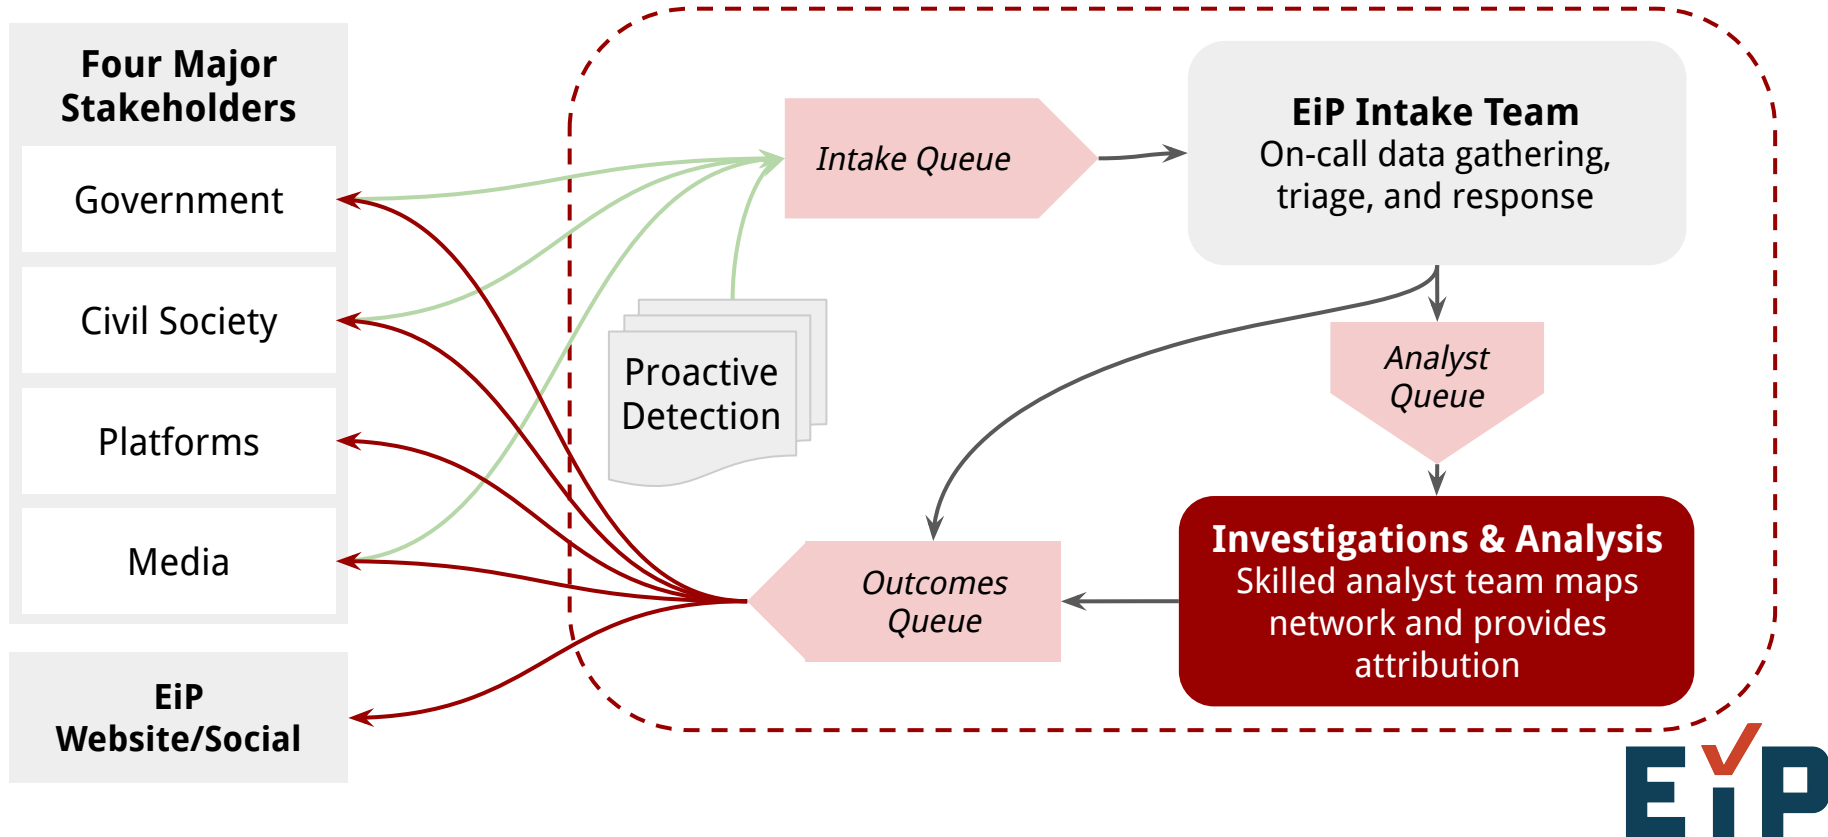 Four Major
Stakeholders
Government
Civil Society
Platforms
Media
EiP
Website/Social
Intake Queue
Proactive
Detection
EiP Intake Team
On-call data gathering,
triage, and response
Analyst
Queue
Investigations & Analysis
Skilled analyst team maps
network and provides
attribution
Outcomes
Queue
EiP